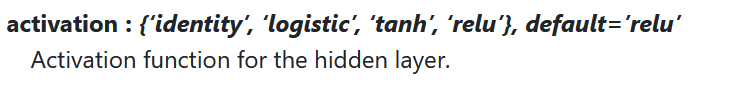 activation : {‘identity’, ‘logistic’, ‘tanh’, ‘relu’}, default=’relu’
Activation function for the hidden layer.